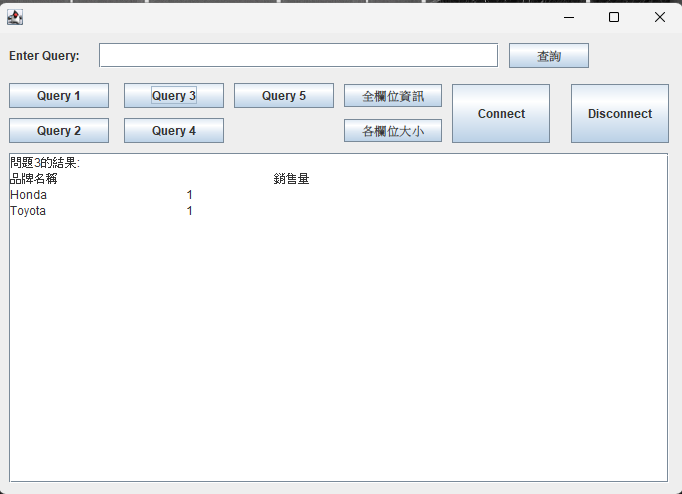 Enter Query: 查詢
Query 1 Query 3 Query 5 全欄位資訊 Connect Disconnect
Query 2 Query 4 各欄位大小
問題3的結果:
品牌名稱 銷售量
Honda 1
Toyota 1